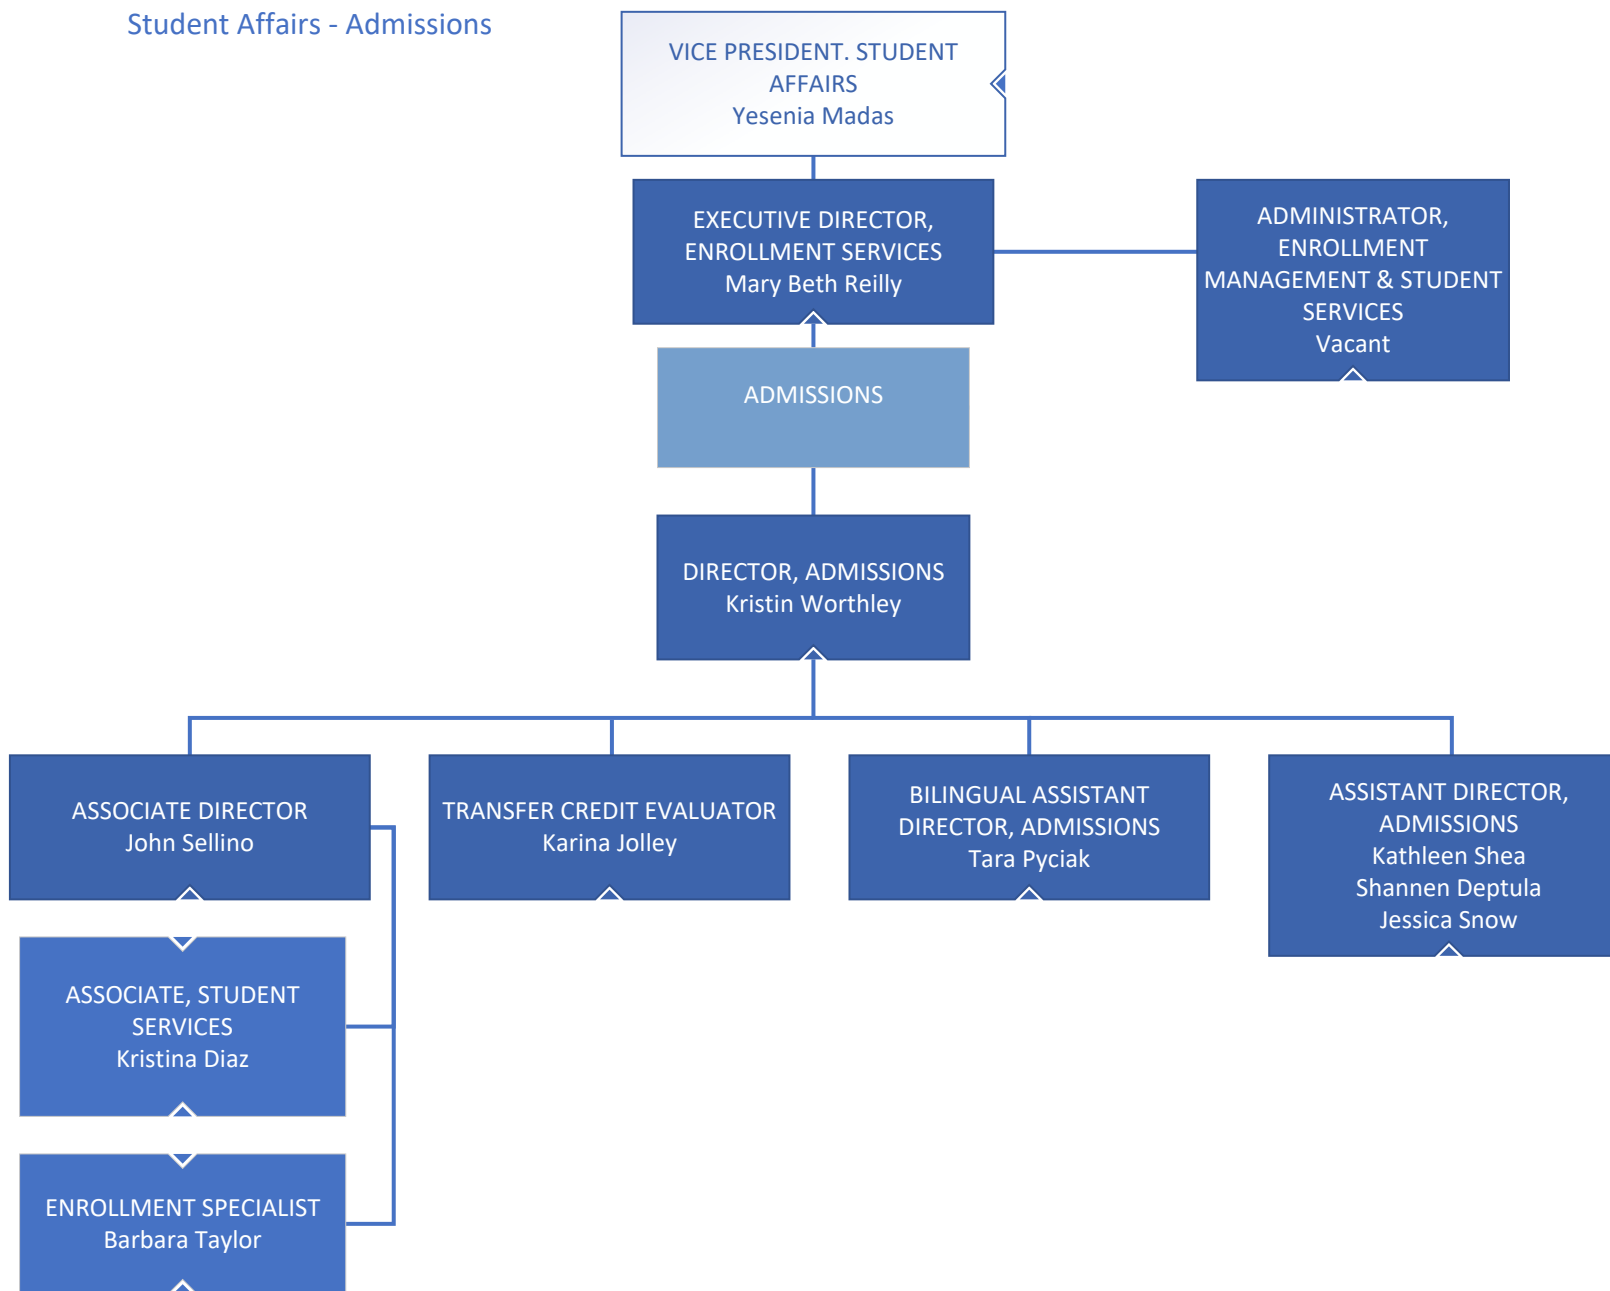 Student Affairs - Admissions
VICE PRESIDENT. STUDENT
AFFAIRS
Yesenia Madas
EXECUTIVE DIRECTOR,
ENROLLMENT SERVICES
Mary Beth Reilly
ADMINISTRATOR,
ENROLLMENT
MANAGEMENT & STUDENT
SERVICES
Vacant
ADMISSIONS
DIRECTOR, ADMISSIONS
Kristin Worthley
ASSOCIATE DIRECTOR
John Sellino
TRANSFER CREDIT EVALUATOR
Karina Jolley
BILINGUAL ASSISTANT
DIRECTOR, ADMISSIONS
Tara Pyciak
ASSISTANT DIRECTOR,
ADMISSIONS
Kathleen Shea
Shannen Deptula
Jessica Snow
ASSOCIATE, STUDENT
SERVICES
Kristina Diaz
ENROLLMENT SPECIALIST
Barbara Taylor